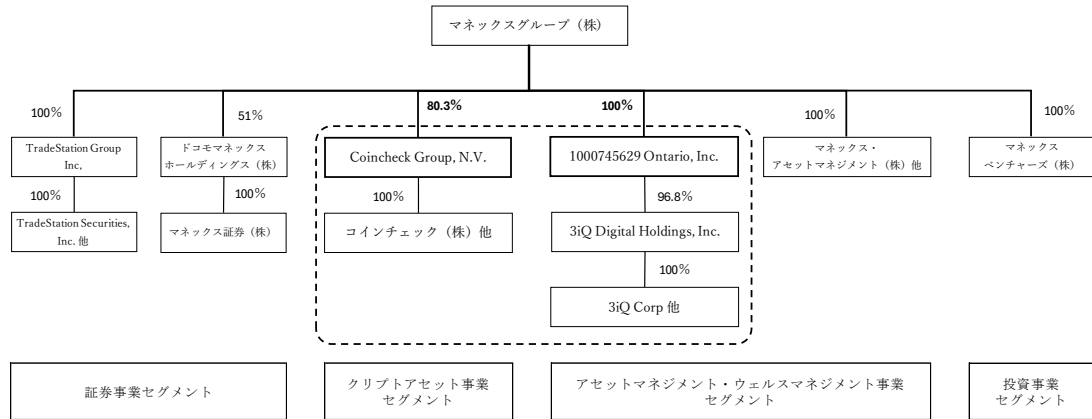 マネックスグループ（株）
100%
51%
80.3%
100%
100%
100%
TradeStation Group
Inc,
ドコモマネックス
ホールディングス（株）
Coincheck Group, N.V.
1000745629 Ontario, Inc.
マネックス・
アセットマネジメント（株）他
マネックス
ベンチャーズ（株）
100%
100%
100%
96.8%
TradeStation Securities,
Inc. 他
マネックス証券（株）
コインチェック（株）他
3iQ Digital Holdings, Inc.
100%
3iQ Corp 他
証券事業セグメント
クリプトアセット事業
セグメント
アセットマネジメント・ウェルスマネジメント事業
セグメント
投資事業
セグメント